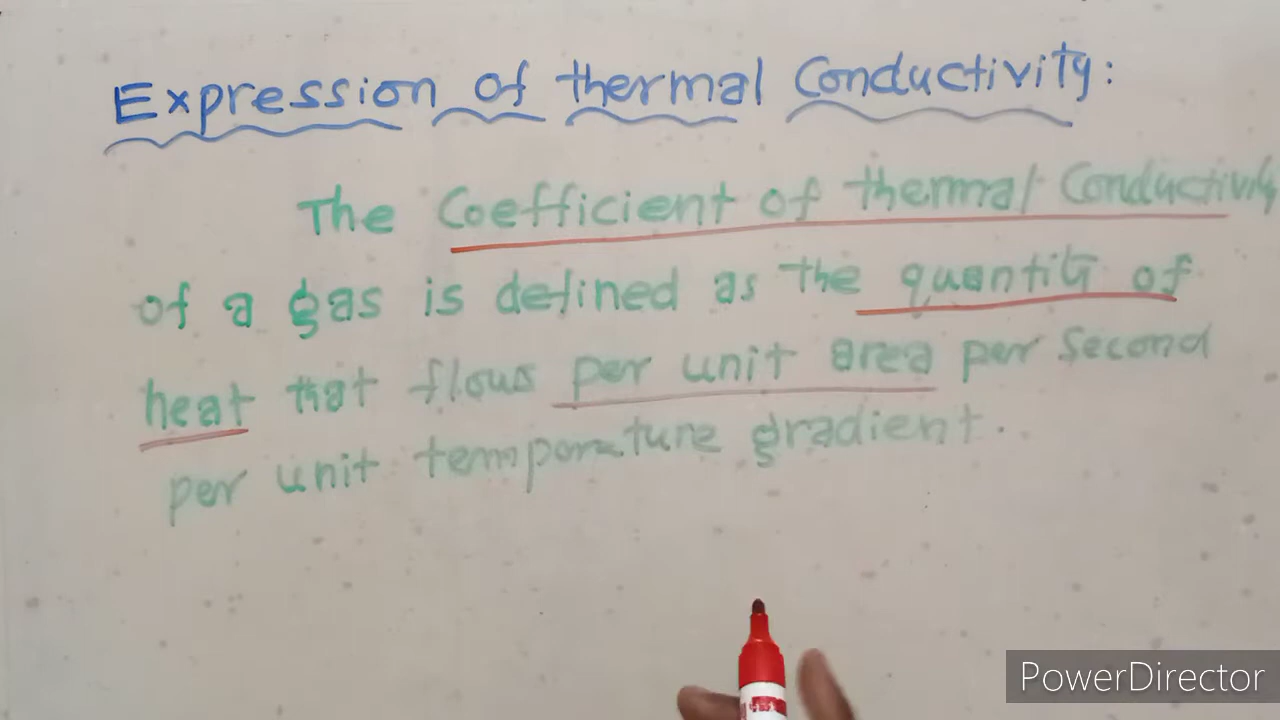 Expression of thermal Conductivity:
The Coefficient of thermal Conductivity
of a gas is defined as the quantity of
heat that flows per unit area per second
per unit temperature gradient.
PowerDirector